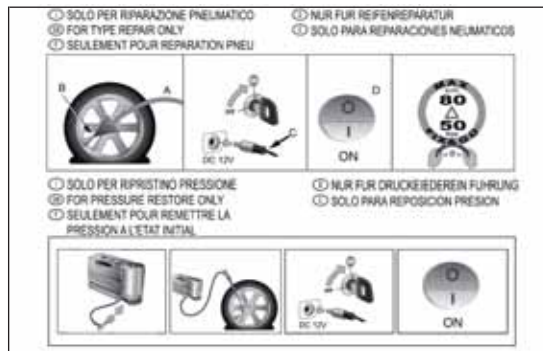 I SOLO PER RIPARAZIONE PNEUMATICO
GB FOR TYPE REPAIR ONLY
SEULEMENT POUR REPARATION PNEU
NUR FUR REIFENREPARATUR
SOLO PARA REPARACIONES NEUMATICOS
B
A
C
DC 12V
D
O
I
ON
MAX
80
50
SOLO PER RIPRISTINO PRESSIONE
GB FOR PRESSURE RESTORE ONLY
SEULEMENT POUR REMETTRE LA
PRESSION A L'ETAT INITIAL
NUR FUR DRUCKEIEDEREIN FUHRUNG
SOLO PARA REPOSICION PRESION
DC 12V
O
I
ON